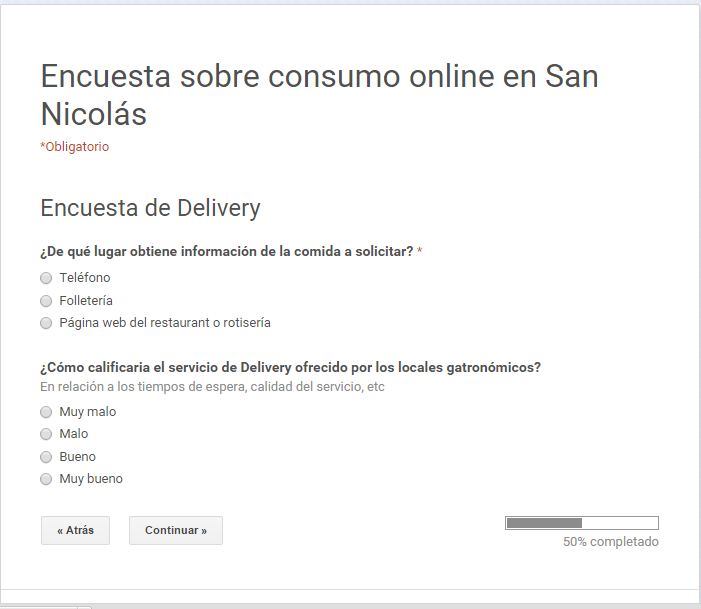 Encuesta sobre consumo online en San
Nicolás
*Obligatorio
Encuesta de Delivery
¿De qué lugar obtiene información de la comida a solicitar? *
Teléfono
Folletería
Página web del restaurant o rotisería
¿Cómo calificaria el servicio de Delivery ofrecido por los locales gatronómicos?
En relación a los tiempos de espera, calidad del servicio, etc
Muy malo
Malo
Bueno
Muy bueno
« Atrás Continuar »
50% completado